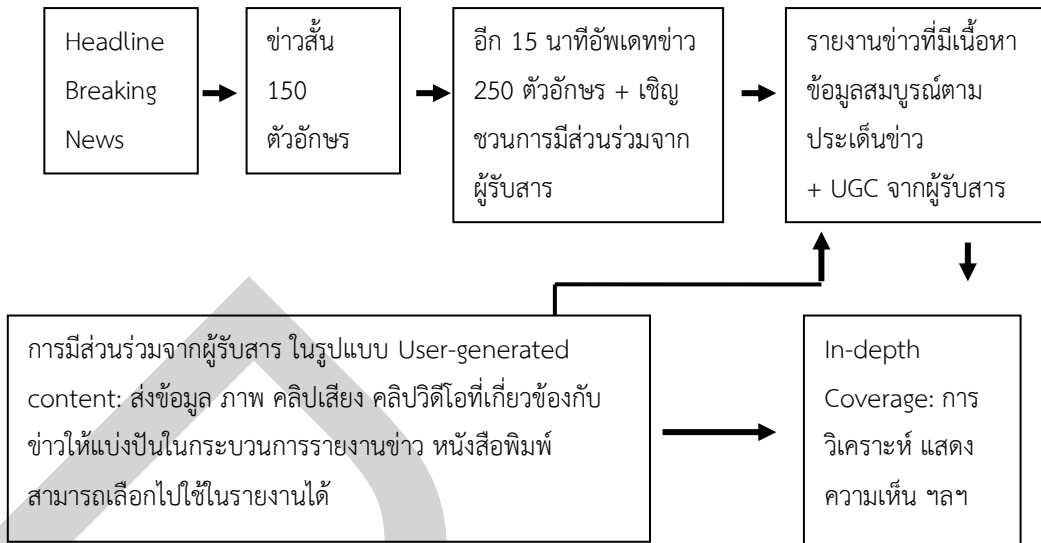 Headline
Breaking
News
ข่าวสั้น
150
ตัวอักษร
อีก 15 นาทีอัพเดทข่าว
250 ตัวอักษร + เชิญ
ชวนการมีส่วนร่วมจาก
ผู้รับสาร
รายงานข่าวที่มีเนื้อหา
ข้อมูลสมบูรณ์ตาม
ประเด็นข่าว
+ UGC จากผู้รับสาร
การมีส่วนร่วมจากผู้รับสาร ในรูปแบบ User-generated
content: ส่งข้อมูล ภาพ คลิปเสียง คลิปวิดีโอที่เกี่ยวข้องกับ
ข่าวให้แบ่งปันในกระบวนการรายงานข่าว หนังสือพิมพ์
สามารถเลือกไปใช้ในรายงานได้
In-depth
Coverage: การ
วิเคราะห์ แสดง
ความเห็น ฯลฯ